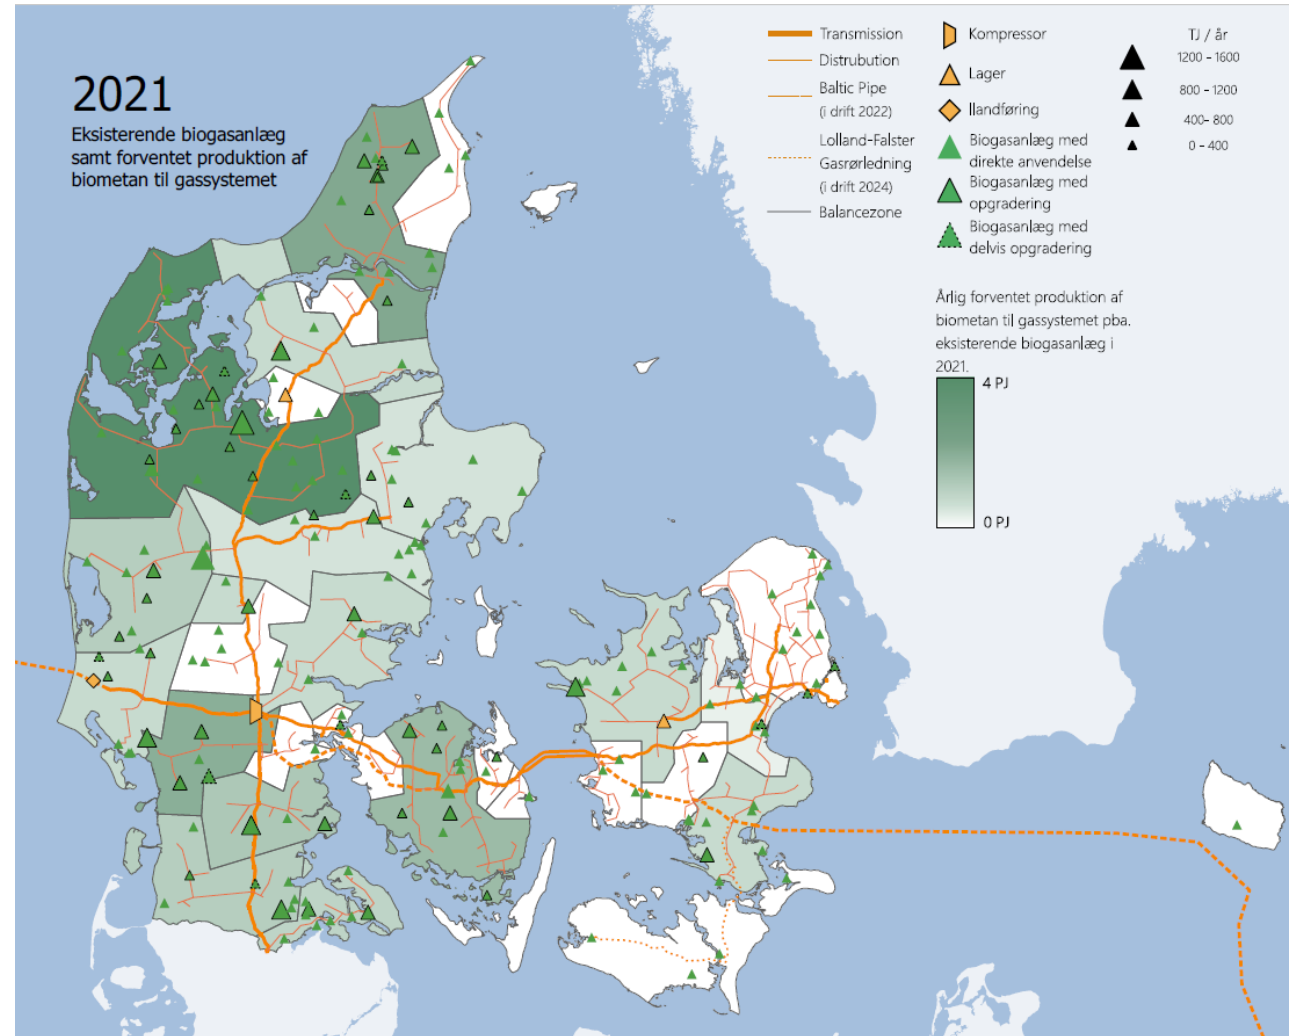 2021
Eksisterende biogasanlæg
samt forventet produktion af
biometan til gassystemet
Transmission
Distrubution
Baltic Pipe
(i drift 2022)
Lolland-Falster
Gasrørledning
(i drift 2024)
Balancezone
Kompressor
Lager
Ilandføring
Biogasanlæg med
direkte anvendelse
Biogasanlæg med
opgradering
Biogasanlæg med
delvis opgradering
TJ / år
1200 - 1600
800 - 1200
400- 800
0 - 400
Årlig forventet produktion af
biometan til gassystemet pba.
eksisterende biogasanlæg i
2021.
4 PJ
0 PJ